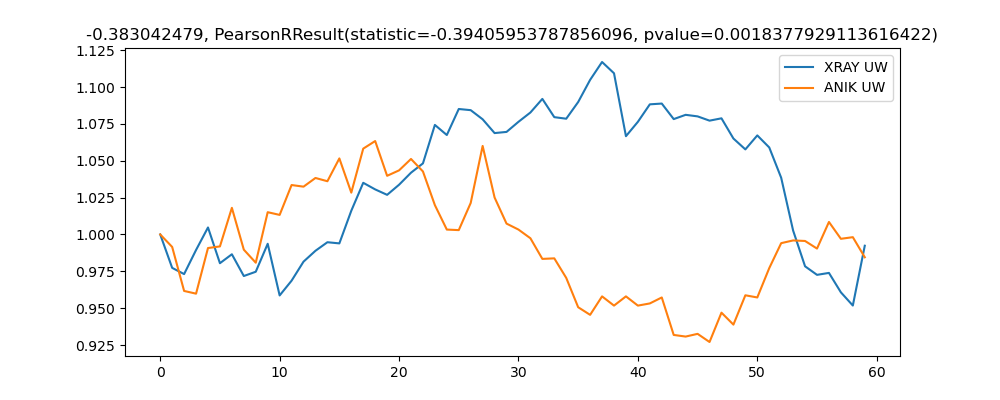 -0.383042479, PearsonRResult(statistic=-0.39405953787856096, pvalue=0.0018377929113616422)
1.125
1.100
1.075
1.050
1.025
1.000
0.975
0.950
0.925
XRAY UW
ANIK UW
0 10 20 30 40 50 60